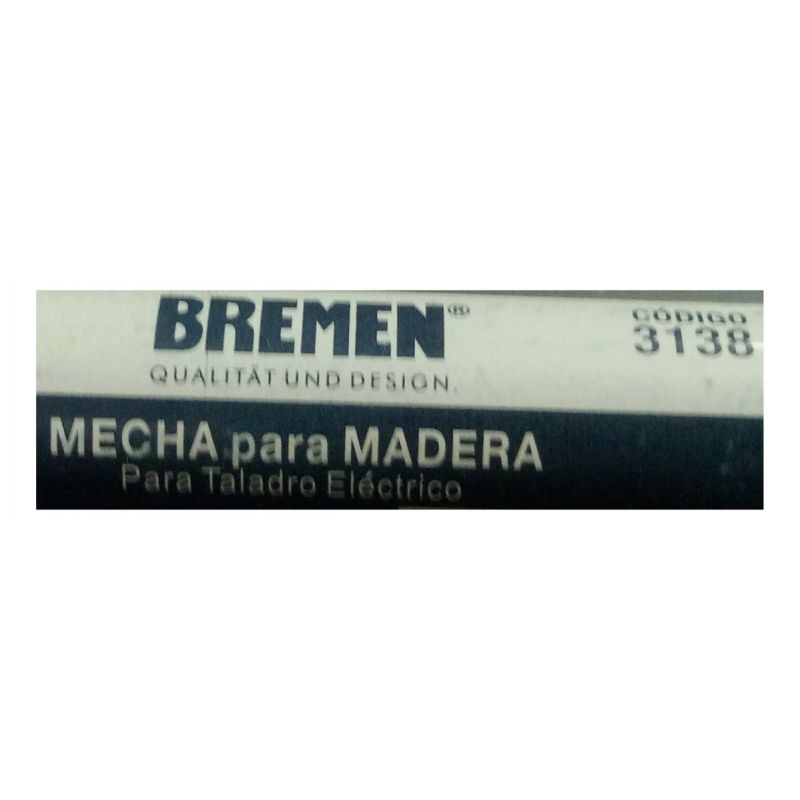 BREMEN®
CÓDIGO
3138
QUALITÄT UND DESIGN.
MECHA para MADERA
Para Taladro Eléctrico